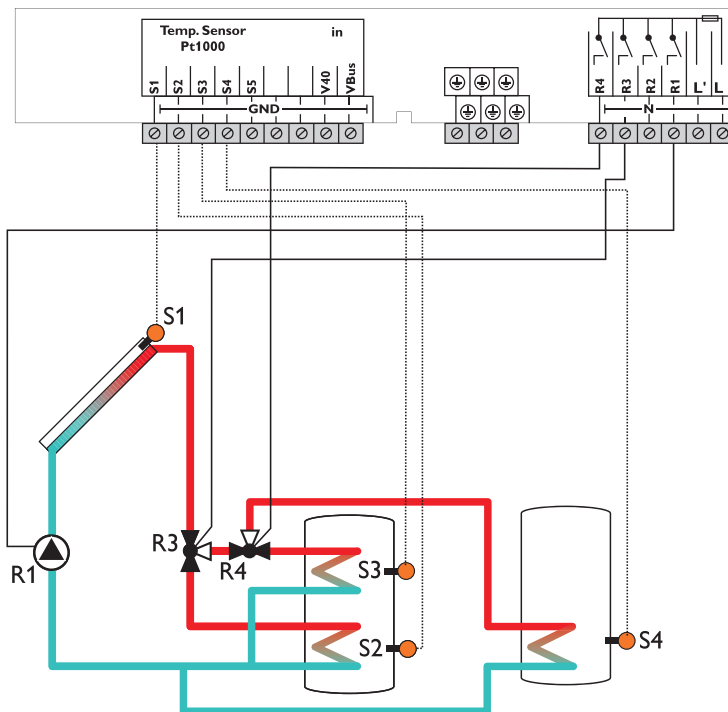 Temp. Sensor in
Pt1000
S1 S2 S3 S4 S5 V40 VBus
GND
R4 R3 R2 R1 L' L
N
S1
R3
R4
R1
S3
S2
S4